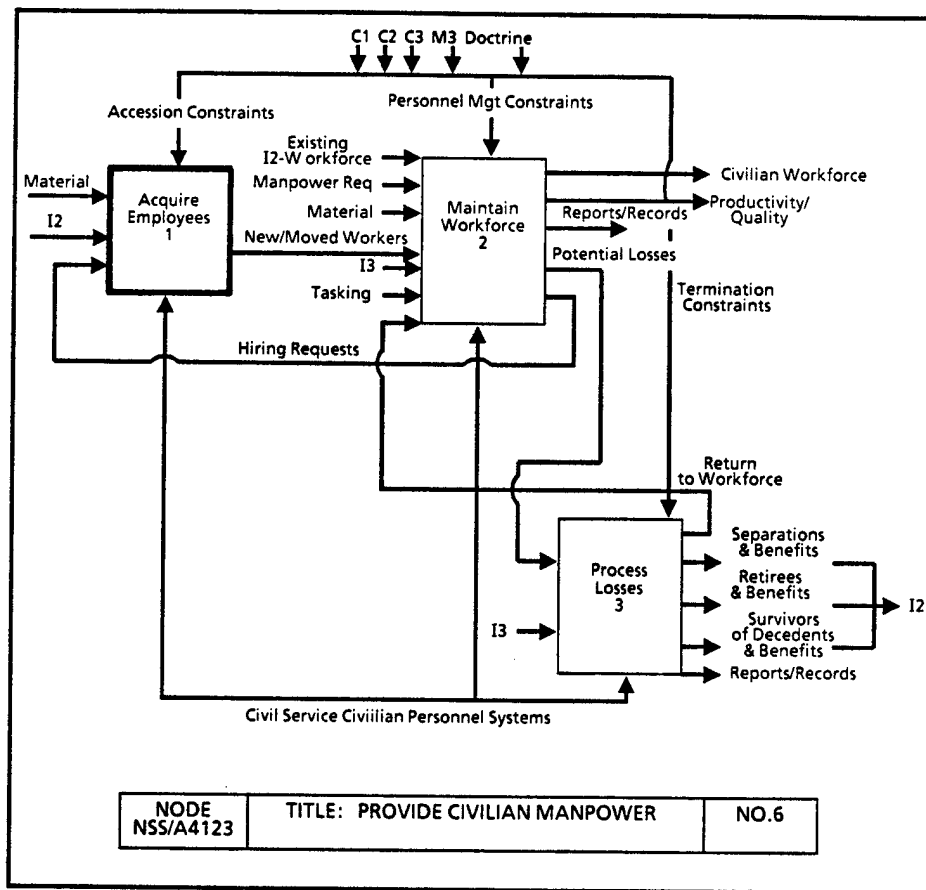 C1 C2 C3 M3 Doctrine
Accession Constraints
Personnel Mgt Constraints
Existing
I2-W orkforce
Manpower Req
Material
New/Moved Workers
I3
Tasking
Material
I2
Acquire
Employees
1
Maintain
Workforce
2
Civilian Workforce
Productivity/
Quality
Reports/Records
Potential Losses
Termination
Constraints
Hiring Requests
Return
to Workforce
Process
Losses
3
I3
Separations
& Benefits
Retirees
& Benefits
Survivors
of Decedents
& Benefits
Reports/Records
I2
Civil Service Civiilian Personnel Systems
NODE
NSS/A4123
TITLE: PROVIDE CIVILIAN MANPOWER
NO.6